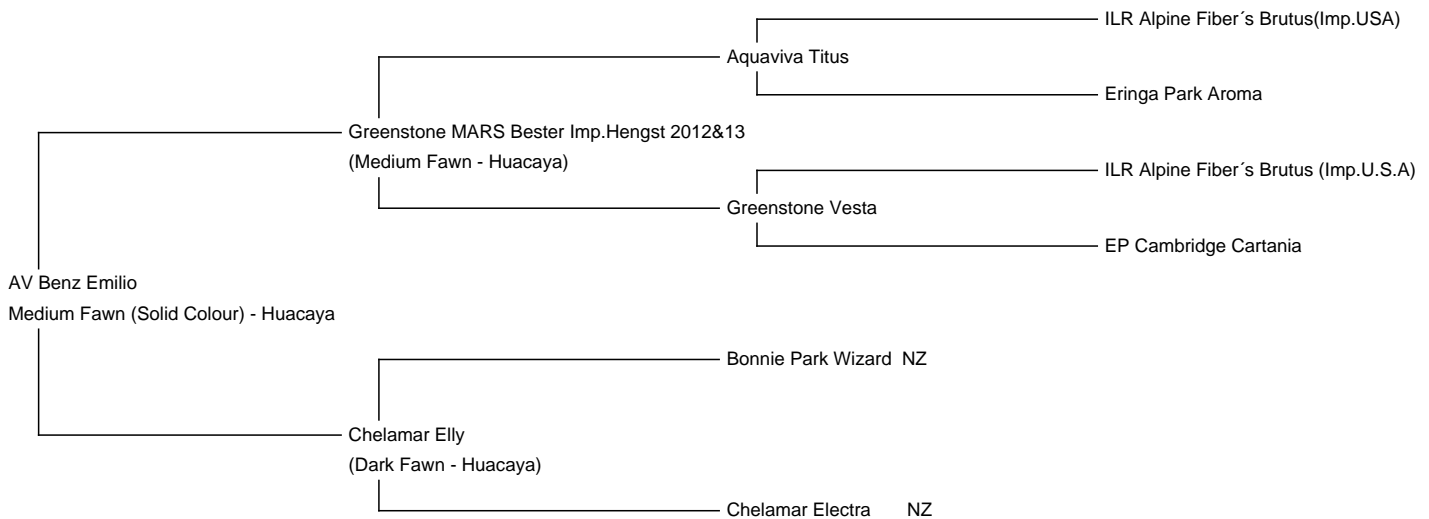 ILR Alpine Fiber´s Brutus(Imp.USA)
Aquaviva Titus
Eringa Park Aroma
Greenstone MARS Bester Imp.Hengst 2012&13
(Medium Fawn - Huacaya)
ILR Alpine Fiber´s Brutus (Imp.U.S.A)
Greenstone Vesta
EP Cambridge Cartania
AV Benz Emilio
Medium Fawn (Solid Colour) - Huacaya
Bonnie Park Wizard NZ
Chelamar Elly
(Dark Fawn - Huacaya)
Chelamar Electra NZ